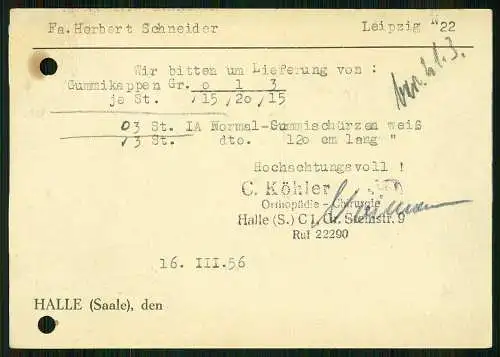 Fa.Herbert Schneider Leipzig N 22
Wir bitten um Lieferung von :
Gummikappen Gr. 0 1 3
je St. 15/20/15
03 St. IA Normal-Gummischürzen weiß
3 St. dto. 120 cm lang "
Hochachtungsvoll !
C. Köhler
Orthopädie - Chirurgie
Halle (S.) C 1, Gr. Steinstr. 9
Ruf 22290
16. III.56
HALLE (Saale), den